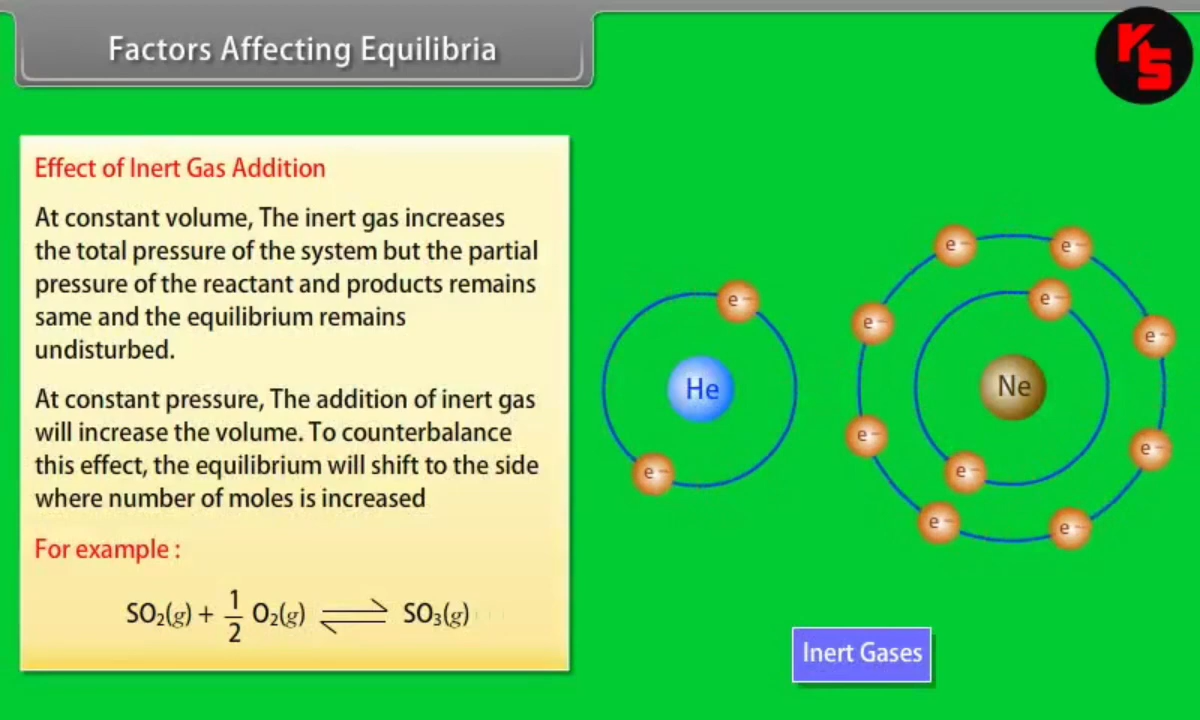 Factors Affecting Equilibria
rts
Effect of Inert Gas Addition
At constant volume, The inert gas increases
the total pressure of the system but the partial
pressure of the reactant and products remains
same and the equilibrium remains
undisturbed.
At constant pressure, The addition of inert gas
will increase the volume. To counterbalance
this effect, the equilibrium will shift to the side
where number of moles is increased
For example :
SO₂(g) + 1/2 O₂(g) ⇌ SO₃(g)
e−
e−
He
e−
e−
e−
e−
e−
e−
Ne
e−
e−
e−
e−
e−
Inert Gases